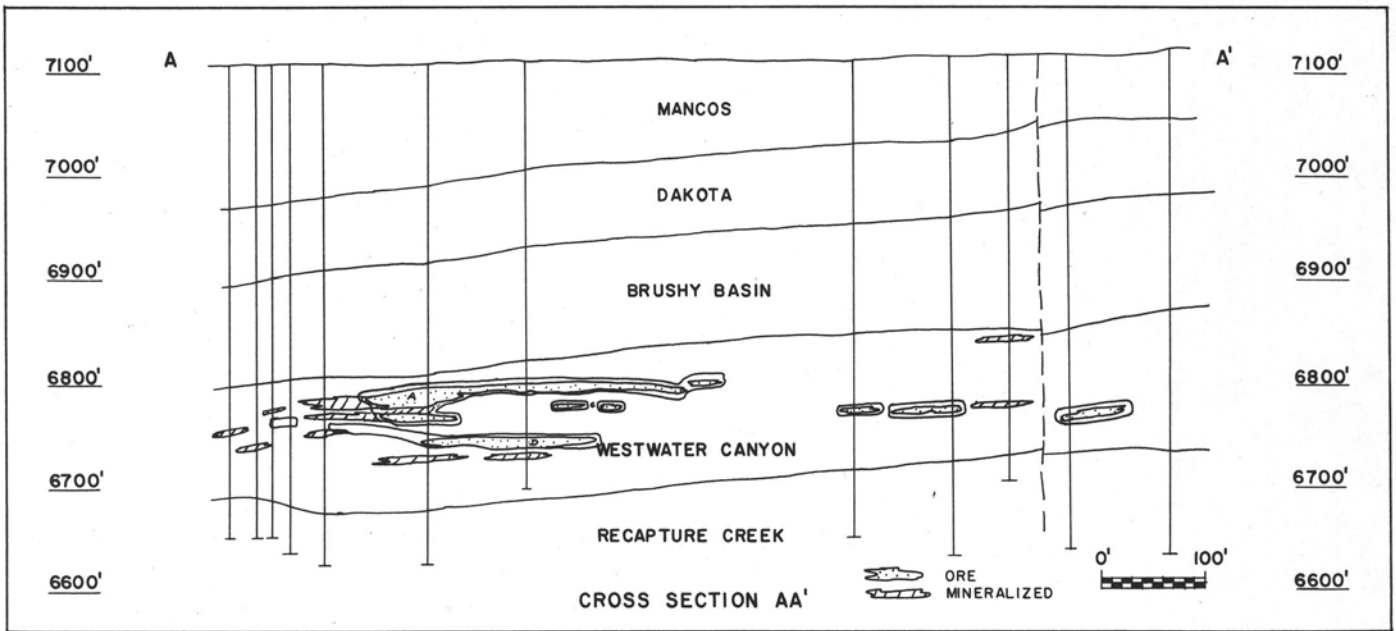 A A'
7100' 7100'
MANCOS
7000' 7000'
DAKOTA
6900' 6900'
BRUSHY BASIN
6800' 6800'
A
D
WESTWATER CANYON
6700' 6700'
RECAPTURE CREEK
0' 100'
ORE
6600' MINERALIZED 6600'
CROSS SECTION AA'